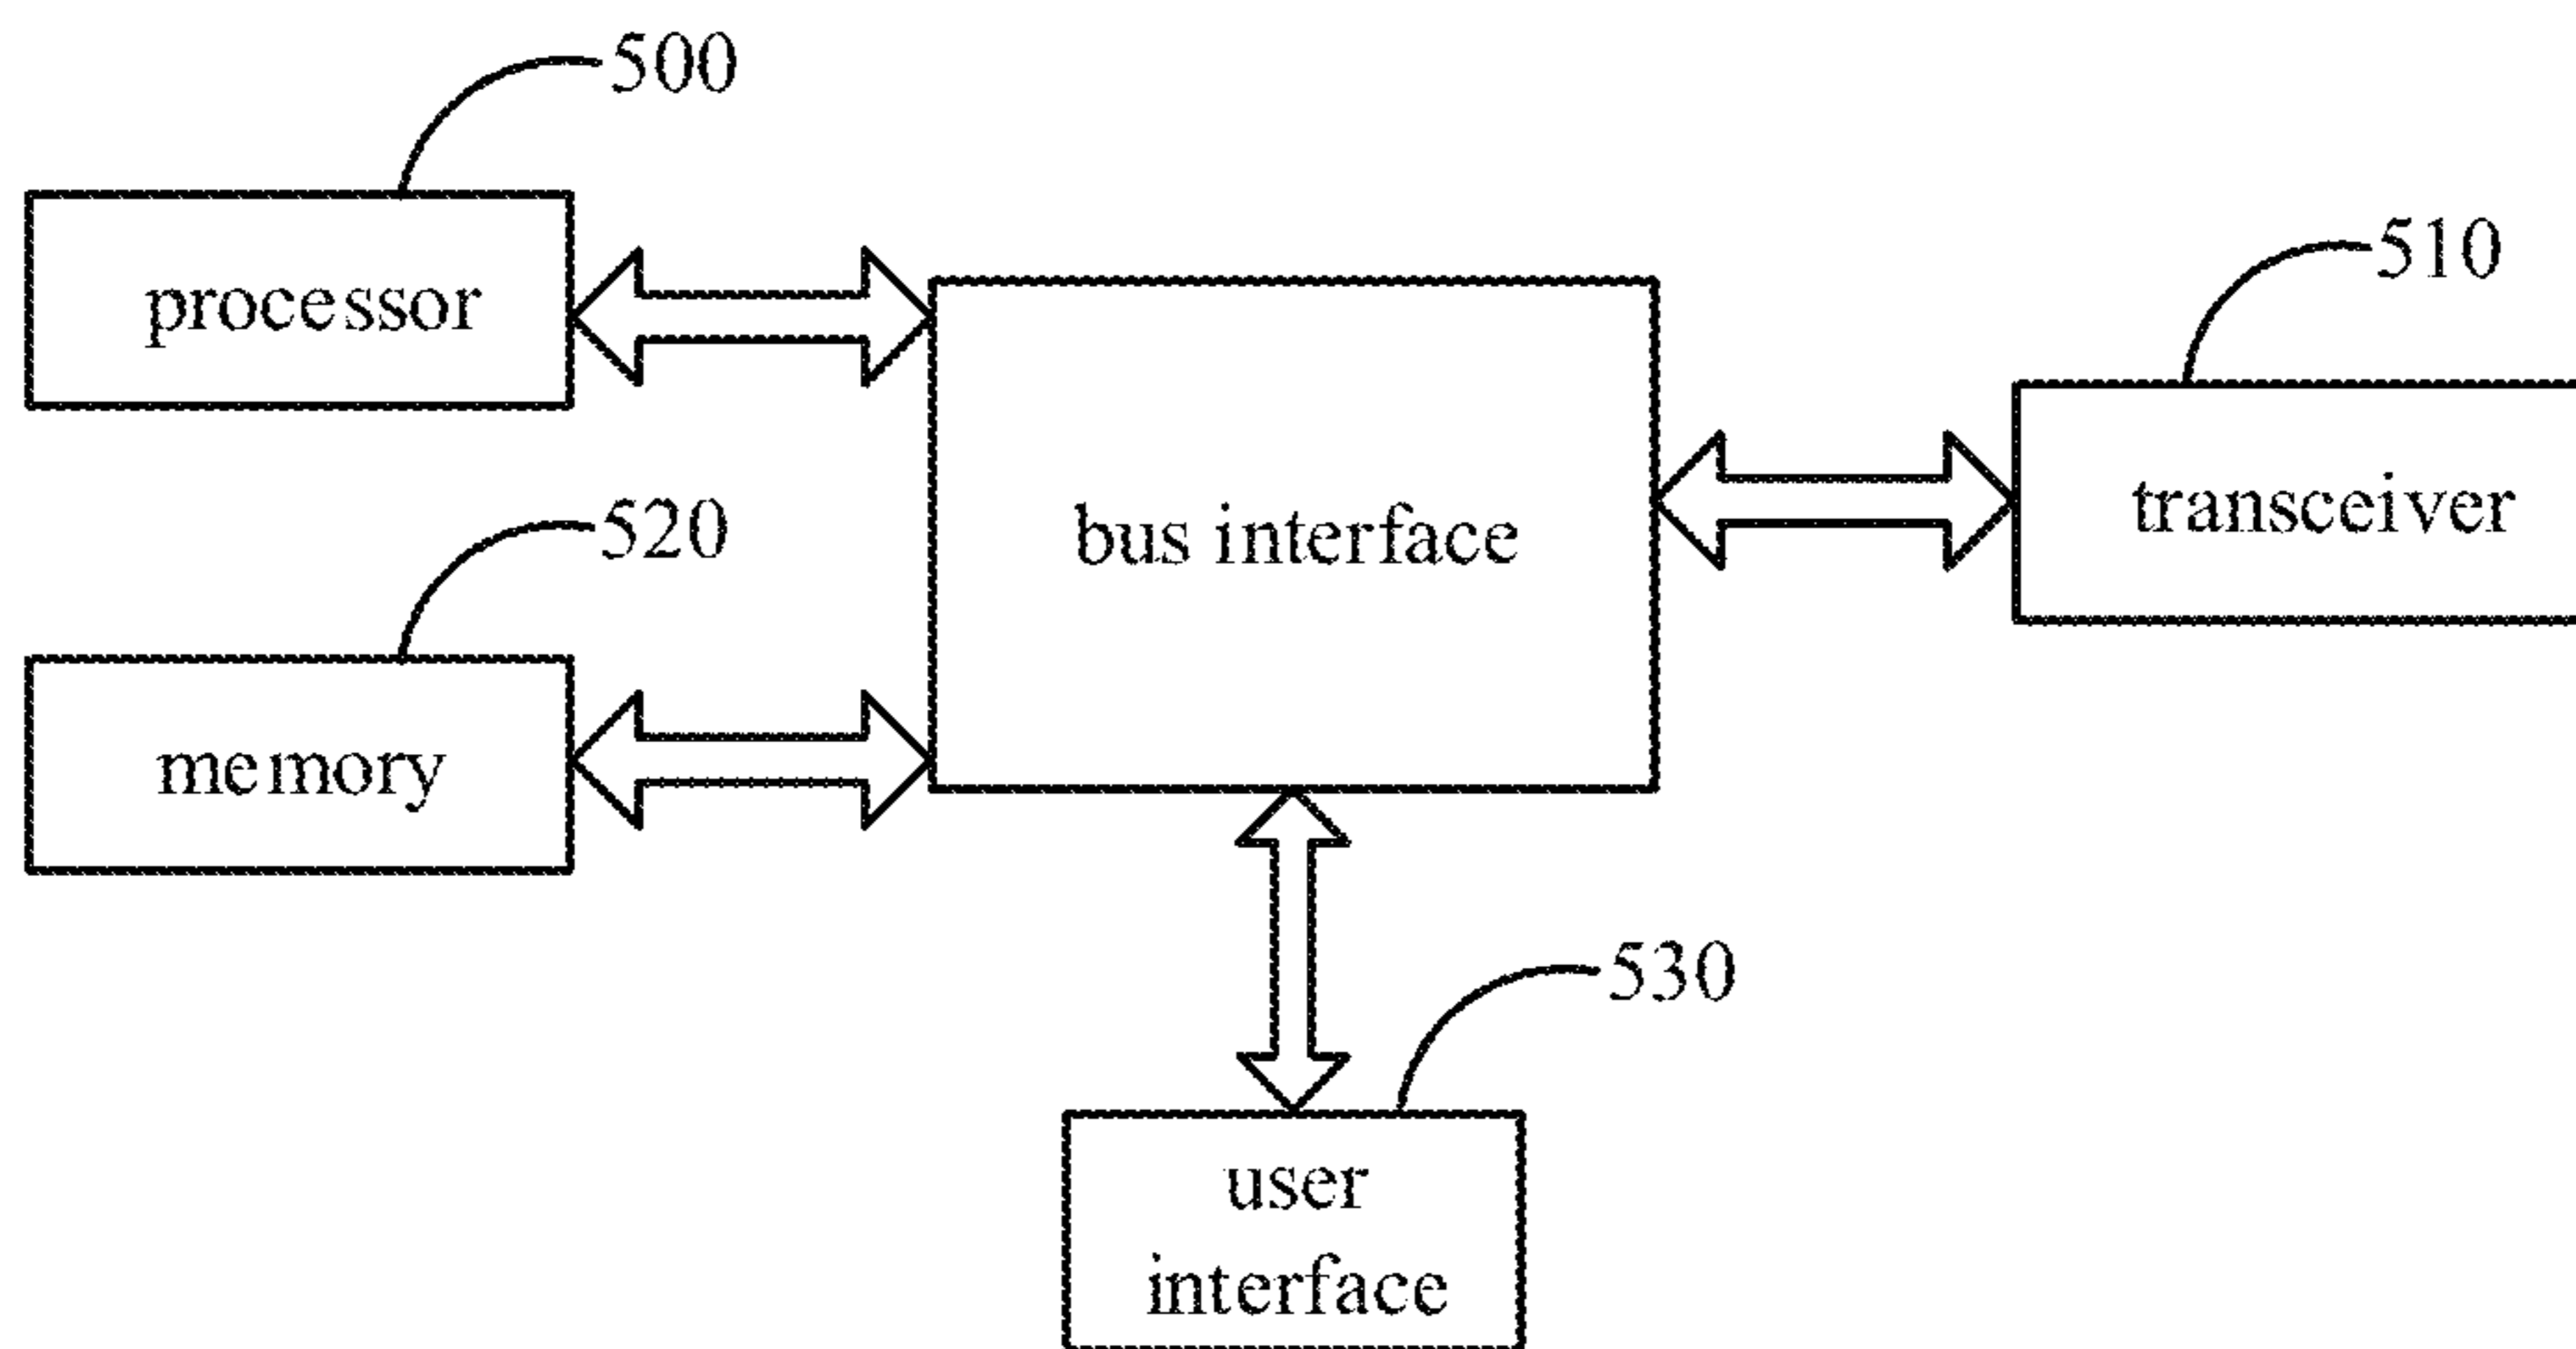 500
processor
510
bus interface
transceiver
520
memory
530
user
interface